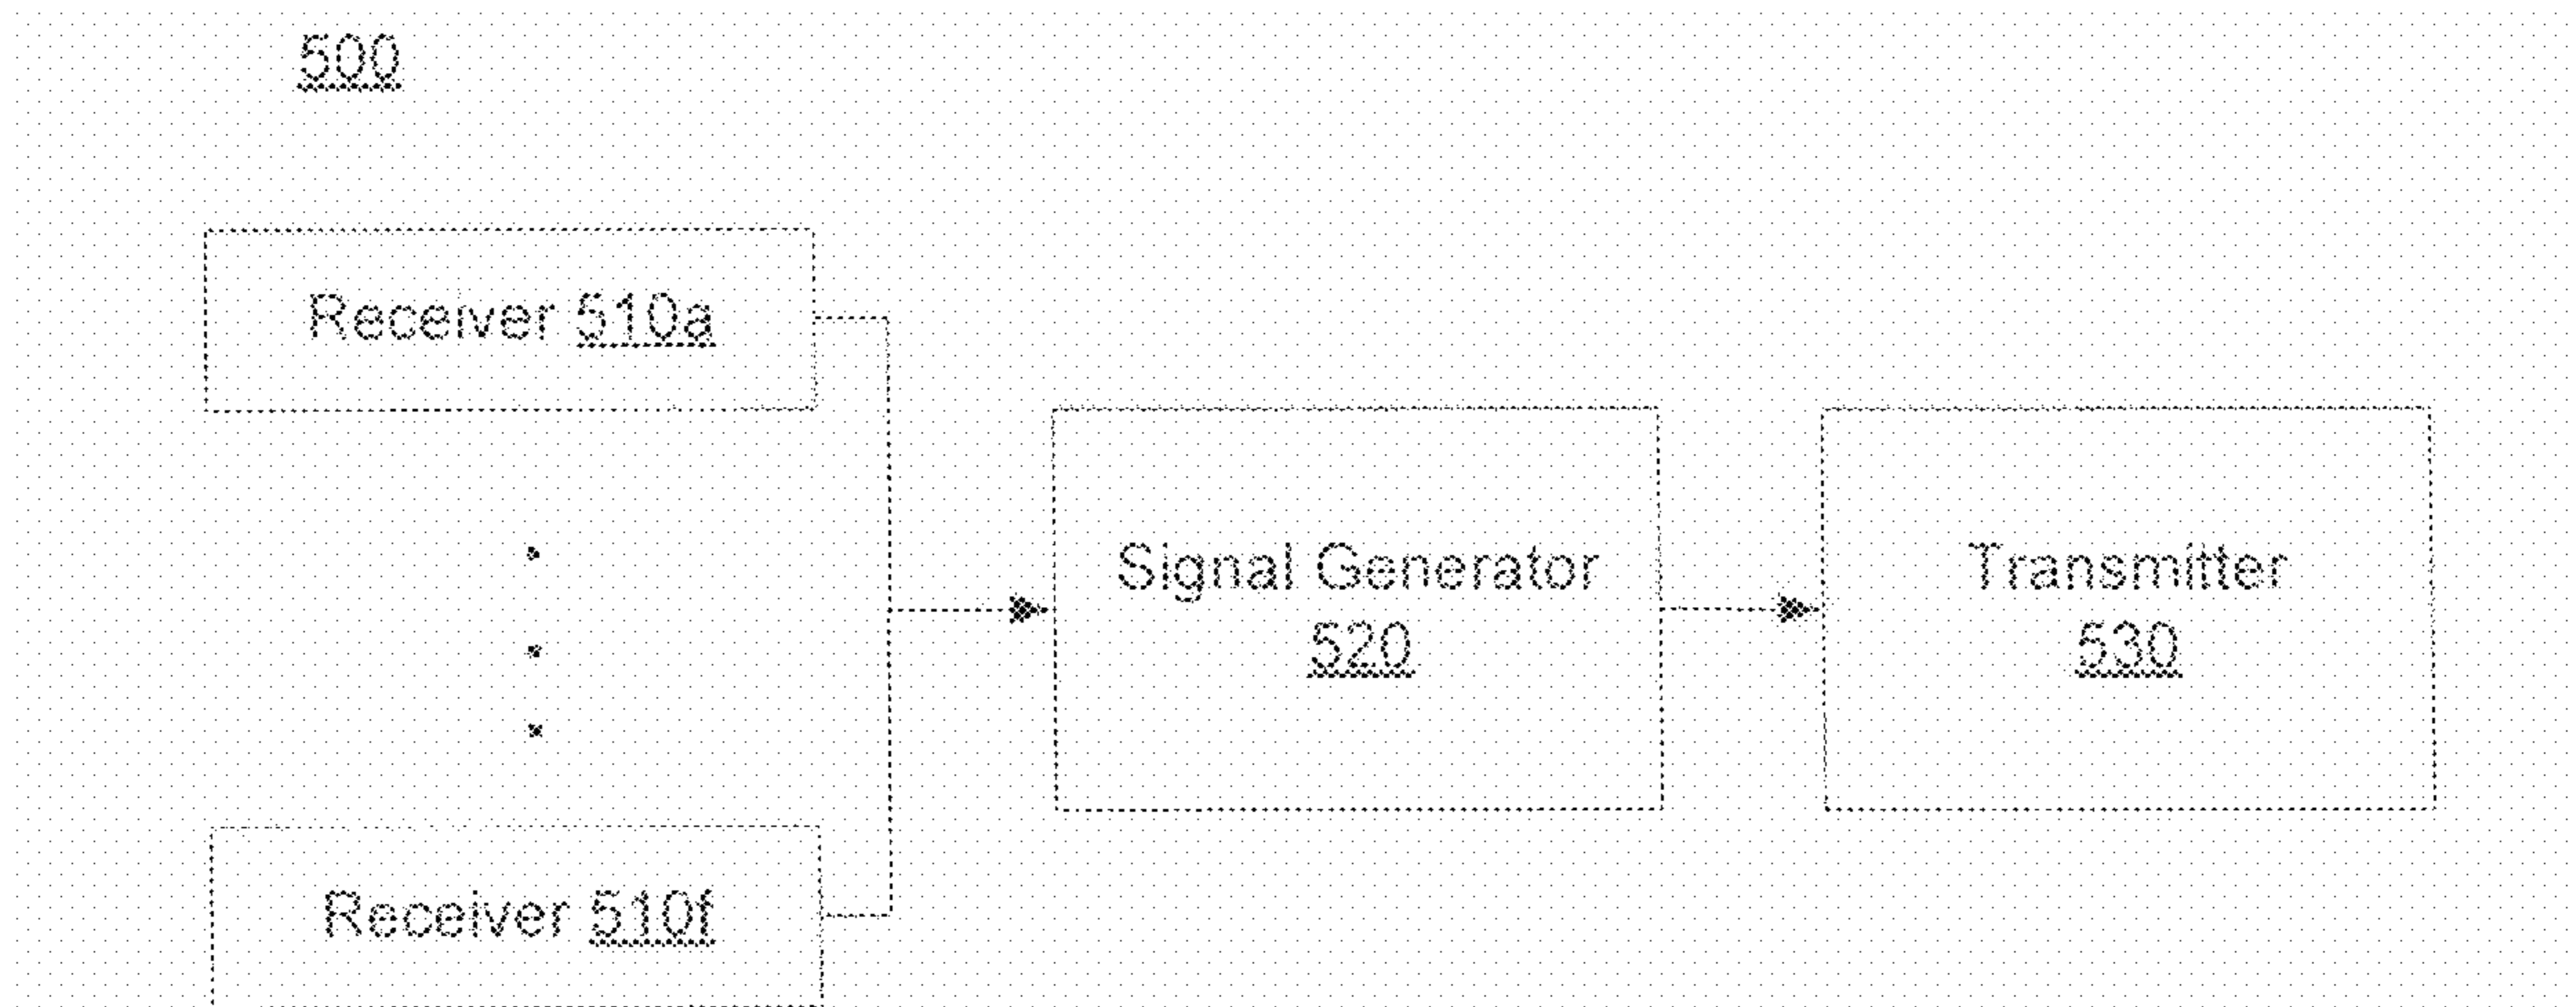 500
Receiver 510a
Signal Generator
520
Transmitter
530
Receiver 510f